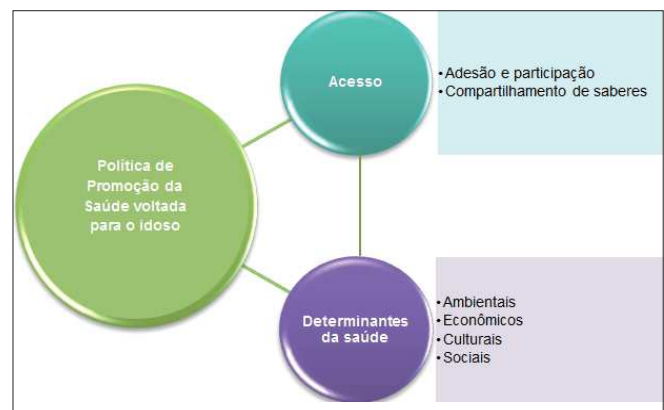 Política de
Promoção da
Saúde voltada
para o idoso
Acesso
• Adesão e participação
• Compartilhamento de saberes
Determinantes
da saúde
• Ambientais
• Econômicos
• Culturais
• Sociais